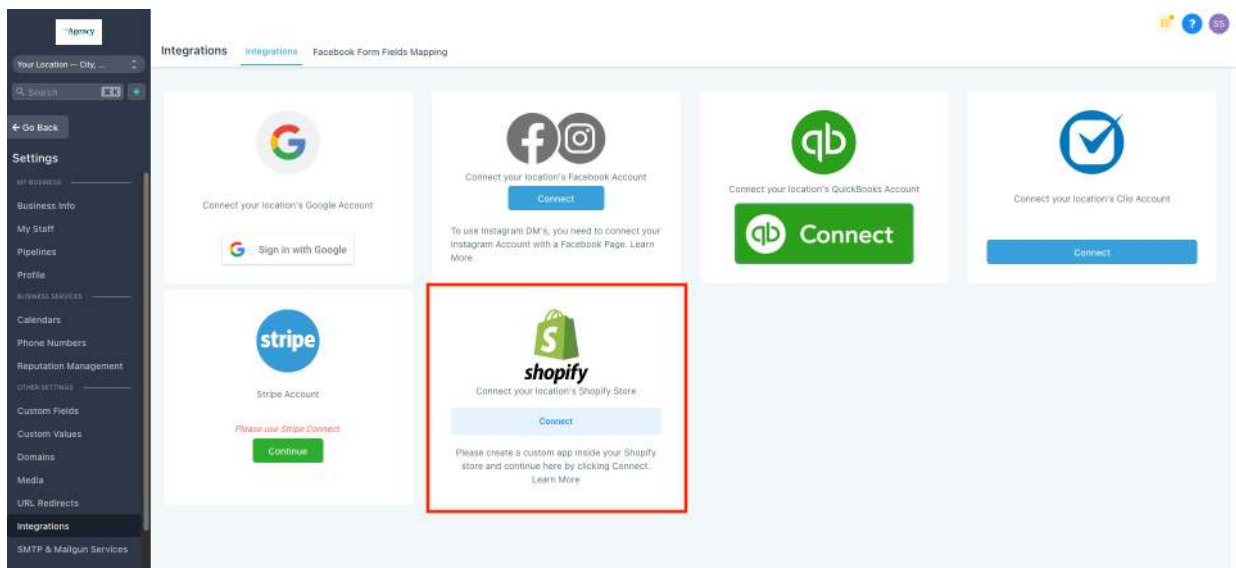 Agency
Your Location — City, ...
Search
⌘K
← Go Back
Settings
MY BUSINESS
Business Info
My Staff
Pipelines
Profile
BUSINESS SERVICES
Calendars
Phone Numbers
Reputation Management
OTHER SETTINGS
Custom Fields
Custom Values
Domains
Media
URL Redirects
Integrations
SMTP & Mailgun Services
Integrations
Integrations
Facebook Form Fields Mapping
?
SS
Connect your location's Google Account
G Sign in with Google
Connect your location's Facebook Account
Connect
To use Instagram DM's, you need to connect your
Instagram Account with a Facebook Page. Learn
More.
qb
Connect your location's QuickBooks Account
qb Connect
Connect your location's Clio Account
Connect
stripe
Stripe Account
Please use Stripe Connect
Continue
S
shopify
Connect your location's Shopify Store
Connect
Please create a custom app inside your Shopify
store and continue here by clicking Connect.
Learn More